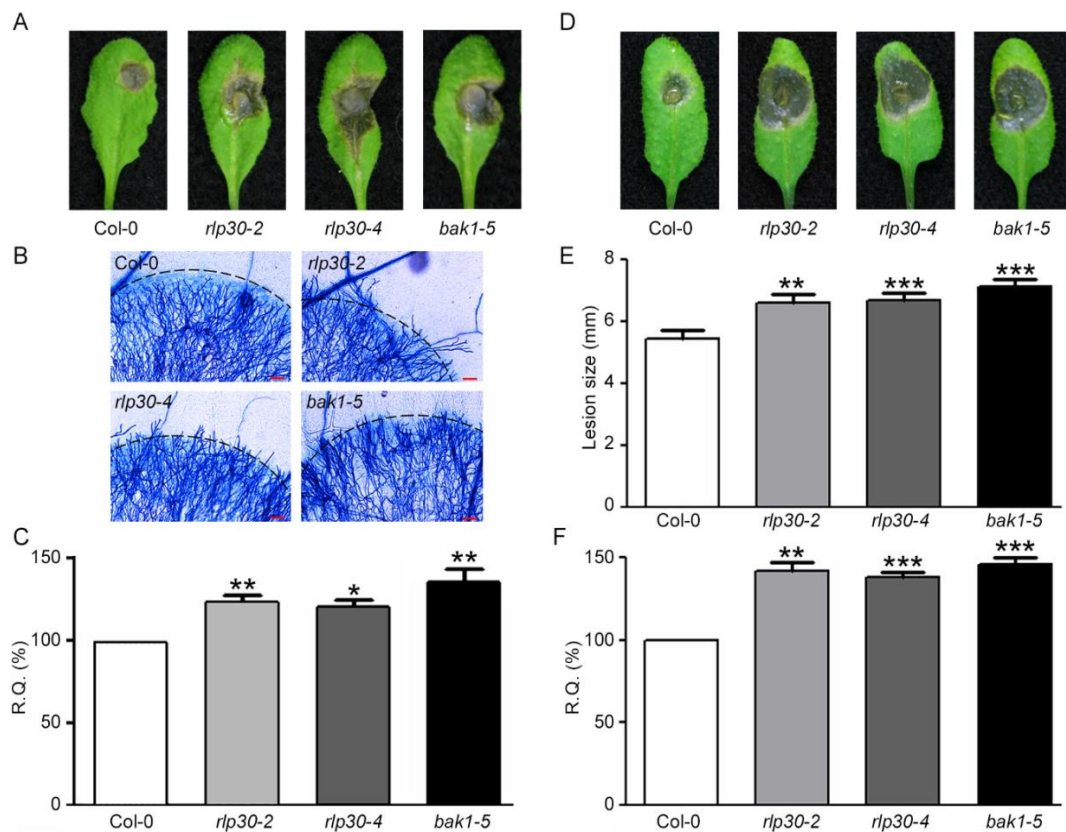 A
Col-0 rlp30-2 rlp30-4 bak1-5
B
Col-0 rlp30-2
rlp30-4 bak1-5
C
150
100
50
0
R.Q. (%)
** * **
Col-0 rlp30-2 rlp30-4 bak1-5
D
Col-0 rlp30-2 rlp30-4 bak1-5
E
8
6
4
2
0
Lesion size (mm)
** *** ***
Col-0 rlp30-2 rlp30-4 bak1-5
F
150
100
50
0
R.Q. (%)
** *** ***
Col-0 rlp30-2 rlp30-4 bak1-5